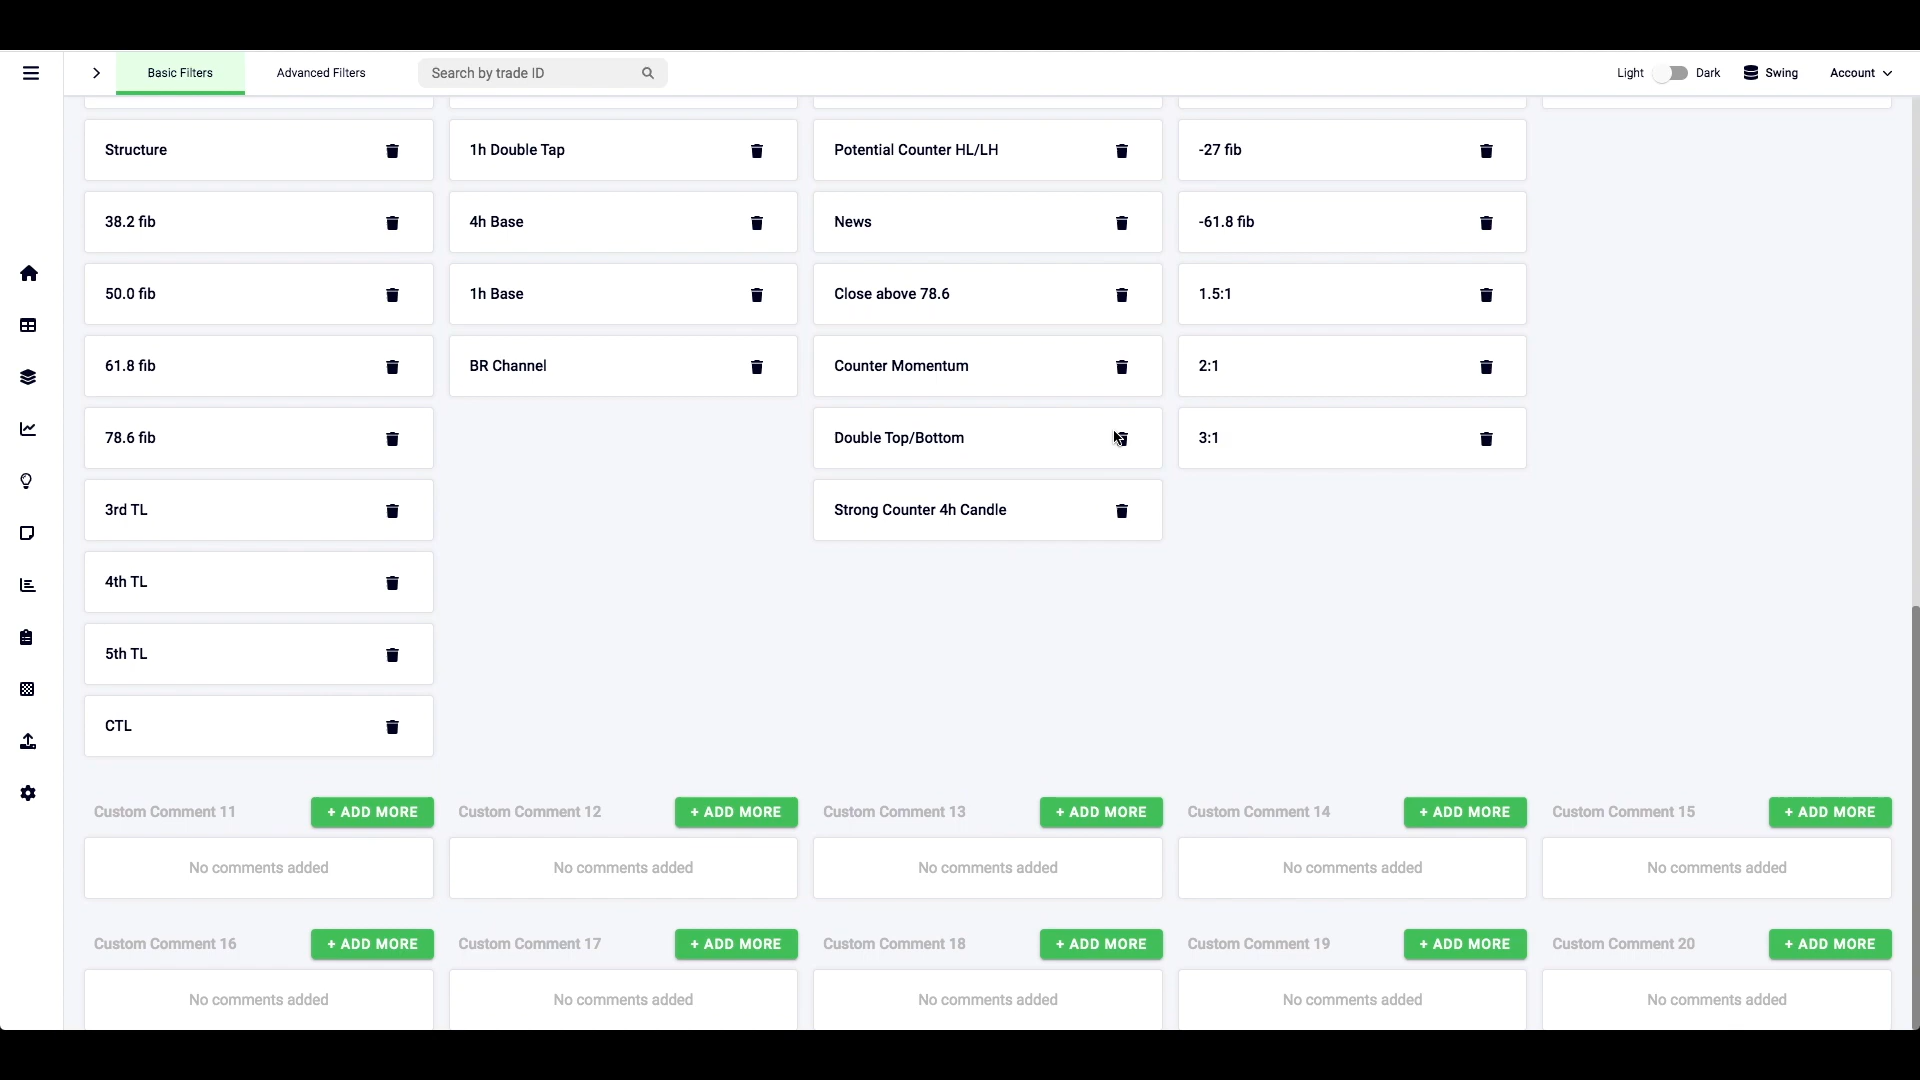 Basic Filters
Advanced Filters
Search by trade ID
Light
Dark
Swing
Account
Structure
1h Double Tap
Potential Counter HL/LH
-27 fib
38.2 fib
4h Base
News
-61.8 fib
50.0 fib
1h Base
Close above 78.6
1.5:1
61.8 fib
BR Channel
Counter Momentum
2:1
78.6 fib
Double Top/Bottom
3:1
3rd TL
Strong Counter 4h Candle
4th TL
5th TL
CTL
Custom Comment 11
+ ADD MORE
Custom Comment 12
+ ADD MORE
Custom Comment 13
+ ADD MORE
Custom Comment 14
+ ADD MORE
Custom Comment 15
+ ADD MORE
No comments added
No comments added
No comments added
No comments added
No comments added
Custom Comment 16
+ ADD MORE
Custom Comment 17
+ ADD MORE
Custom Comment 18
+ ADD MORE
Custom Comment 19
+ ADD MORE
Custom Comment 20
+ ADD MORE
No comments added
No comments added
No comments added
No comments added
No comments added